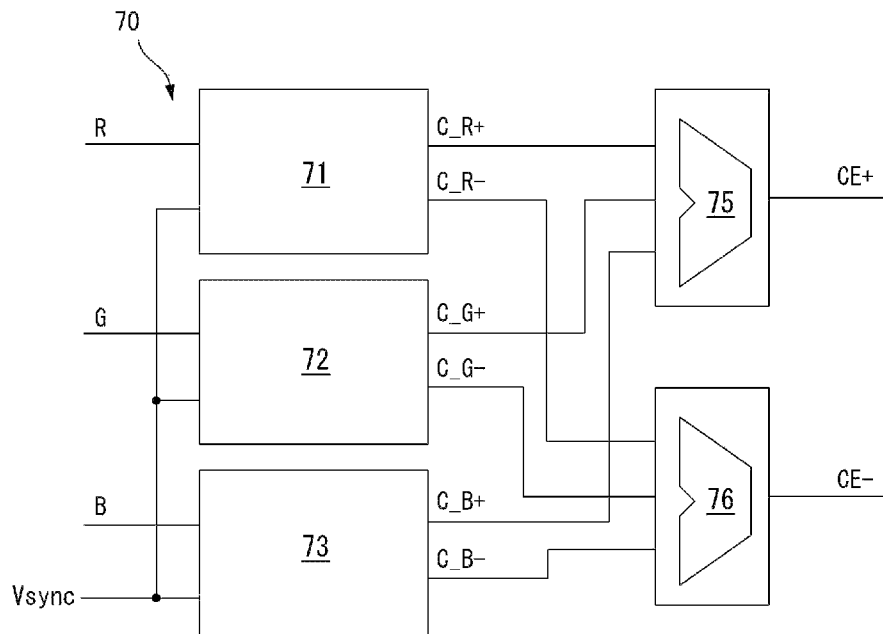 70
R
71
C_R+
C_R-
75
CE+
G
72
C_G+
C_G-
B
73
C_B+
C_B-
76
CE-
Vsync